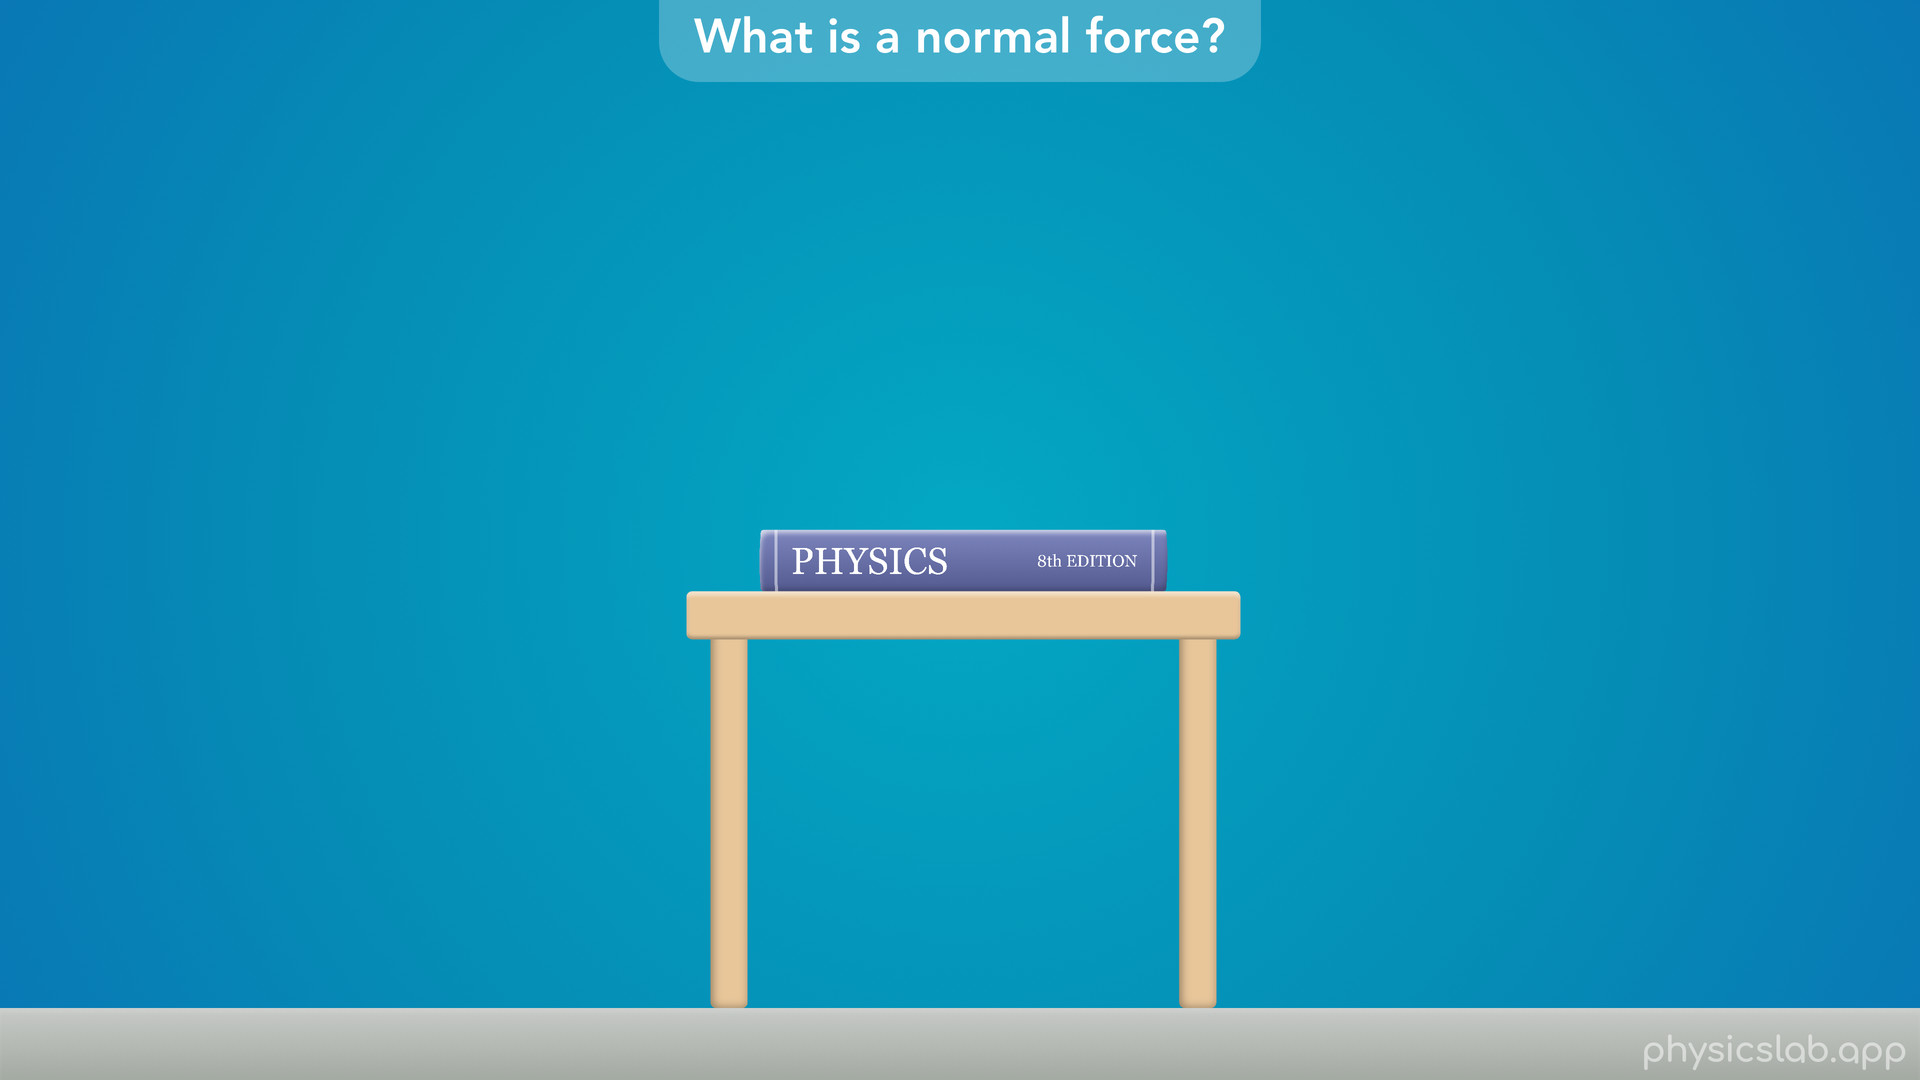 What is a normal force?
PHYSICS 8th EDITION
physicslab.app